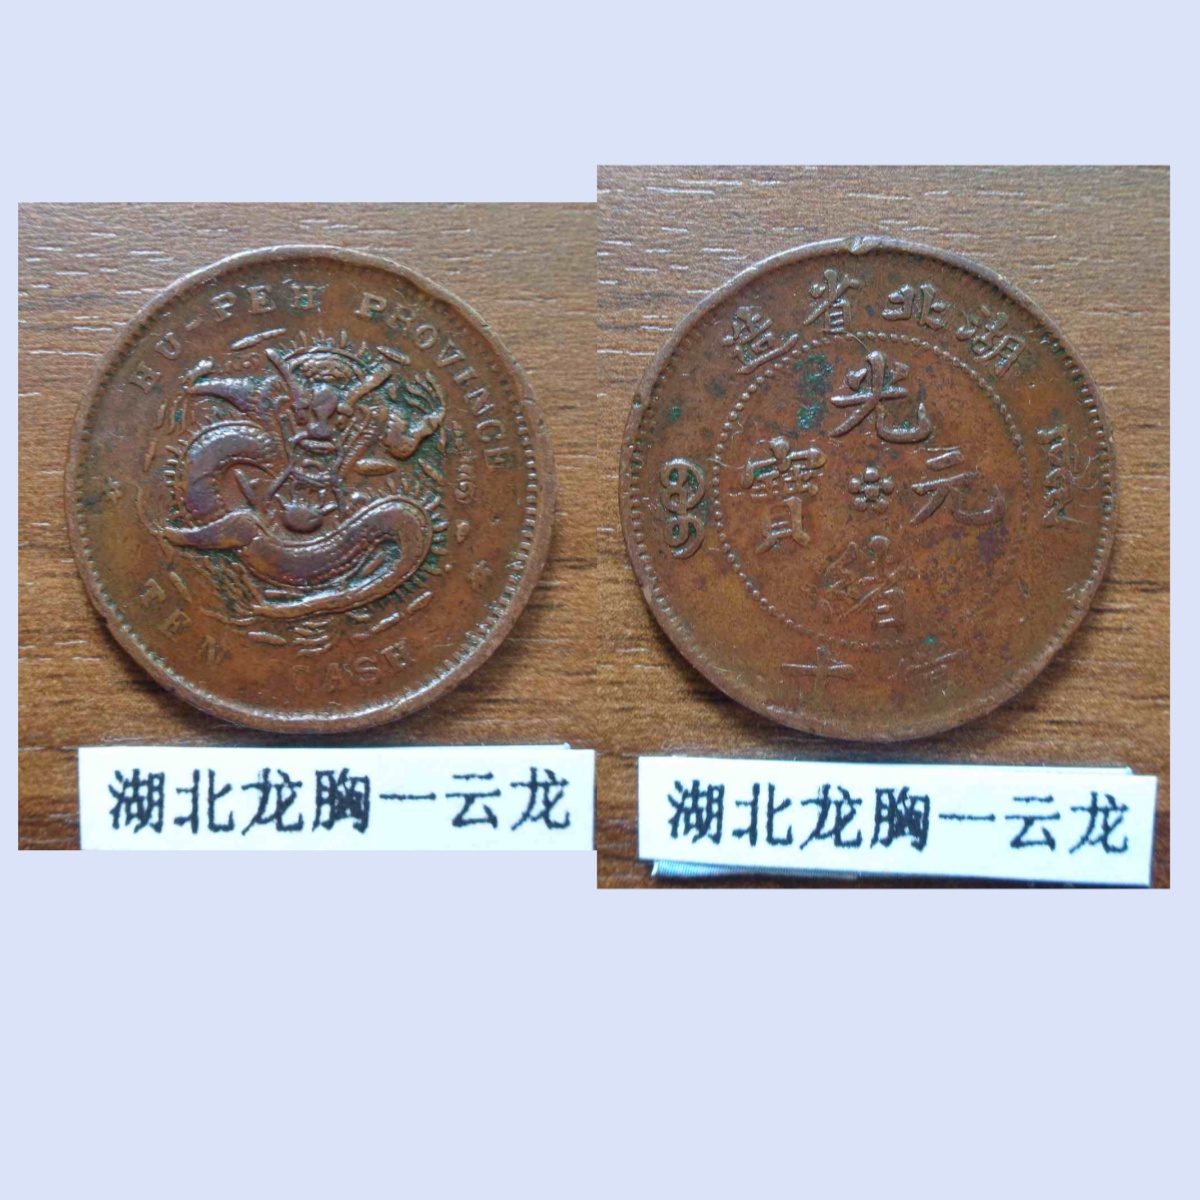 HU-PEH PROVINCE
TEN CASH
湖北龙胸一云龙
造省北湖
光
寶 元
緒
十當
湖北龙胸一云龙